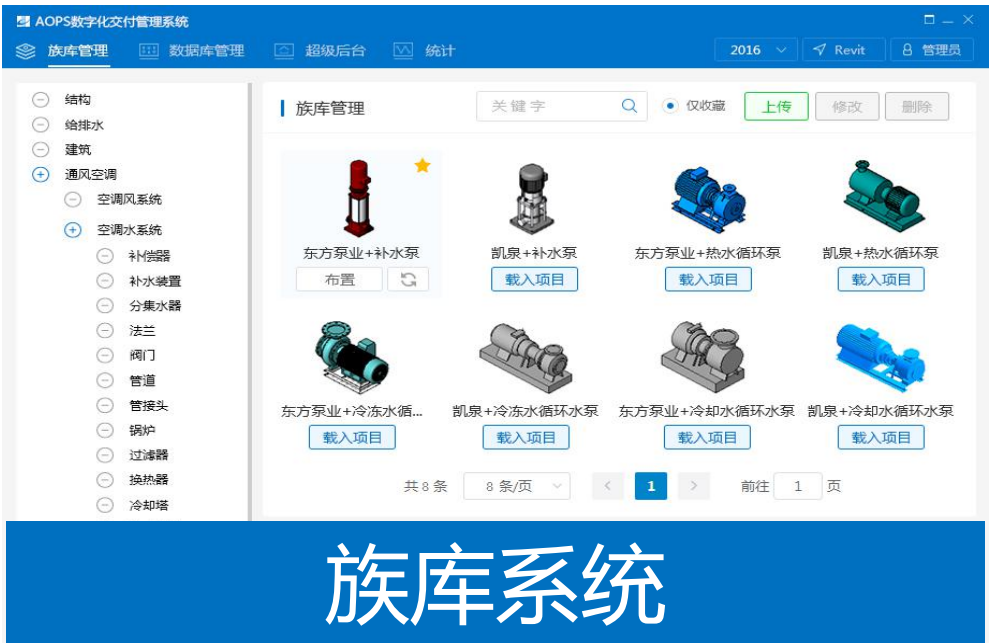 AOPS数字化交付管理系统
族库管理 数据库管理 超级后台 统计 2016 Revit 管理员
结构
给排水
建筑
通风空调
空调风系统
空调水系统
补偿器
补水装置
分集水器
法兰
阀门
管道
管接头
锅炉
过滤器
换热器
冷却塔
族库管理 关键字 仅收藏 上传 修改 删除
东方泵业+补水泵 凯泉+补水泵 东方泵业+热水循环泵 凯泉+热水循环泵
布置 载入项目 载入项目 载入项目
东方泵业+冷冻水循... 凯泉+冷冻水循环水泵 东方泵业+冷却水循环水泵 凯泉+冷却水循环水泵
载入项目 载入项目 载入项目 载入项目
共 8 条 8 条/页 < 1 > 前往 1 页
族库系统